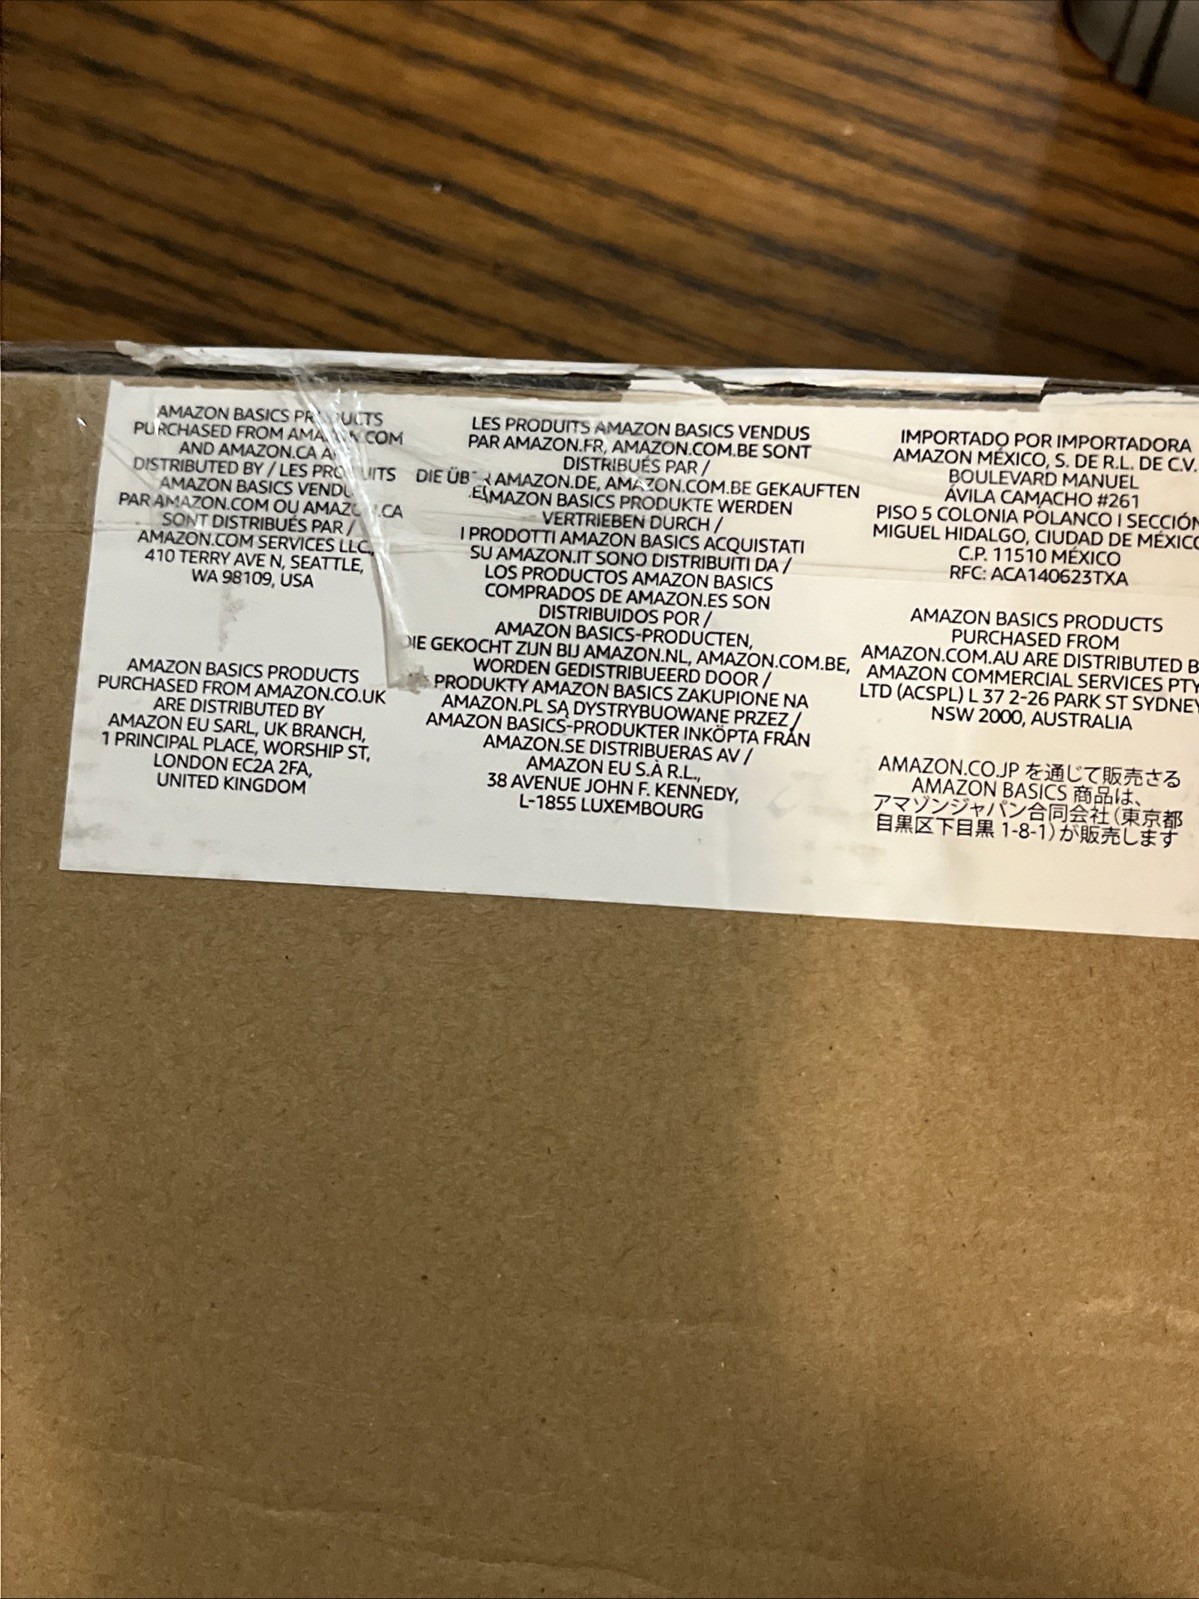 AMAZON BASICS PRODUCTS
PURCHASED FROM AMAZON.COM
AND AMAZON.CA
DISTRIBUTED BY / LES PRODUITS
AMAZON BASICS
PAR AMAZON.COM OU AMAZON.CA
SONT DISTRIBUÉS PAR /
AMAZON.COM SERVICES LLC,
410 TERRY AVE N, SEATTLE,
WA 98109, USA
AMAZON BASICS PRODUCTS
PURCHASED FROM AMAZON.CO.UK
ARE DISTRIBUTED BY
AMAZON EU SARL, UK BRANCH,
1 PRINCIPAL PLACE, WORSHIP ST,
LONDON EC2A 2FA,
UNITED KINGDOM
LES PRODUITS AMAZON BASICS VENDUS
PAR AMAZON.FR, AMAZON.COM.BE SONT
DISTRIBUÉS PAR /
DIE ÜBER AMAZON.DE, AMAZON.COM.BE GEKAUFTEN
AMAZON BASICS PRODUKTE WERDEN
VERTRIEBEN DURCH /
I PRODOTTI AMAZON BASICS ACQUISTATI
SU AMAZON.IT SONO DISTRIBUITI DA /
LOS PRODUCTOS AMAZON BASICS
COMPRADOS DE AMAZON.ES SON
DISTRIBUIDOS POR /
AMAZON BASICS-PRODUCTEN,
DIE GEKOCHT ZIJN BIJ AMAZON.NL, AMAZON.COM.BE,
WORDEN GEDISTRIBUEERD DOOR /
PRODUKTY AMAZON BASICS ZAKUPIONE NA
AMAZON.PL SĄ DYSTRYBUOWANE PRZEZ /
AMAZON BASICS-PRODUKTER INKÖPTA FRÅN
AMAZON.SE DISTRIBUERAS AV /
AMAZON EU S.À R.L.,
38 AVENUE JOHN F. KENNEDY,
L-1855 LUXEMBOURG
IMPORTADO POR IMPORTADORA
AMAZON MÉXICO, S. DE R.L. DE C.V.
BOULEVARD MANUEL
ÁVILA CAMACHO #261
PISO 5 COLONIA POLANCO I SECCIÓN
MIGUEL HIDALGO, CIUDAD DE MÉXICO
C.P. 11510 MÉXICO
RFC: ACA140623TXA
AMAZON BASICS PRODUCTS
PURCHASED FROM
AMAZON.COM.AU ARE DISTRIBUTED B
AMAZON COMMERCIAL SERVICES PTY
LTD (ACSPL) L 37 2-26 PARK ST SYDNEY
NSW 2000, AUSTRALIA
AMAZON.CO.JP を通じて販売さる
AMAZON BASICS 商品は、
アマゾンジャパン合同会社（東京都
目黒区下目黒 1-8-1）が販売します